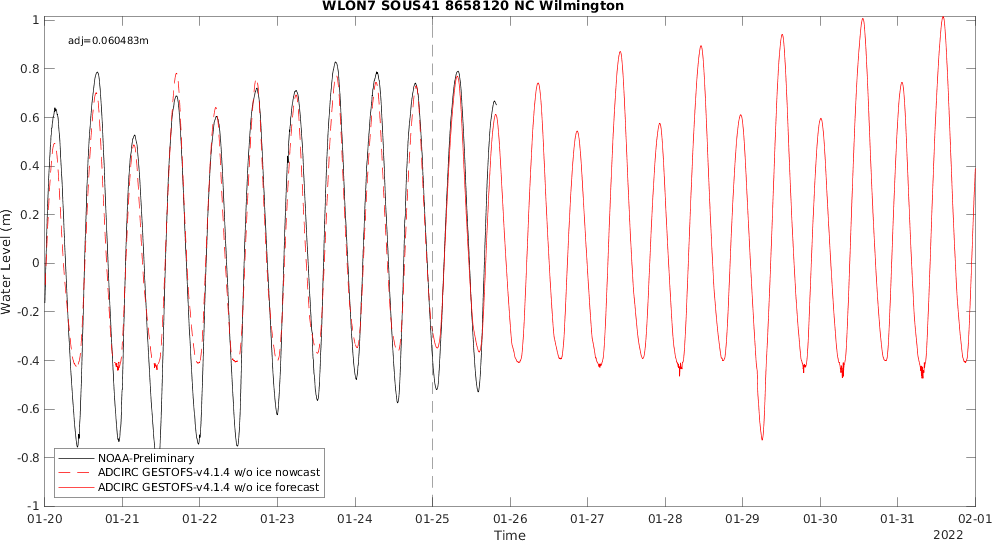 WLON7 SOUS41 8658120 NC Wilmington
adj=0.060483m
1
0.8
0.6
0.4
0.2
0
-0.2
-0.4
-0.6
-0.8
-1
Water Level (m)
NOAA-Preliminary
ADCIRC GESTOFS-v4.1.4 w/o ice nowcast
ADCIRC GESTOFS-v4.1.4 w/o ice forecast
01-20 01-21 01-22 01-23 01-24 01-25 01-26 01-27 01-28 01-29 01-30 01-31 02-01
Time
2022